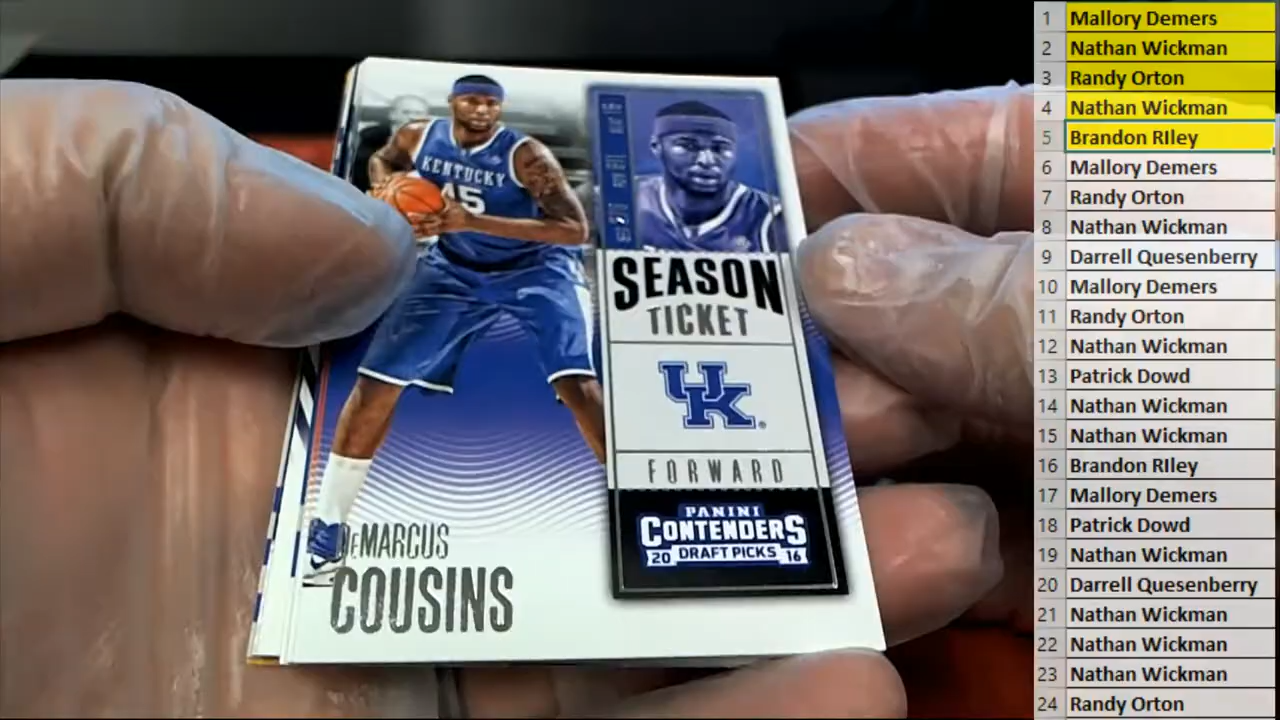 KENTUCKY
45
SEASON
TICKET
UK
FORWARD
PANINI
CONTENDERS
20 DRAFT PICKS 16
DEMARCUS
COUSINS
1 Mallory Demers
2 Nathan Wickman
3 Randy Orton
4 Nathan Wickman
5 Brandon RIley
6 Mallory Demers
7 Randy Orton
8 Nathan Wickman
9 Darrell Quesenberry
10 Mallory Demers
11 Randy Orton
12 Nathan Wickman
13 Patrick Dowd
14 Nathan Wickman
15 Nathan Wickman
16 Brandon RIley
17 Mallory Demers
18 Patrick Dowd
19 Nathan Wickman
20 Darrell Quesenberry
21 Nathan Wickman
22 Nathan Wickman
23 Nathan Wickman
24 Randy Orton